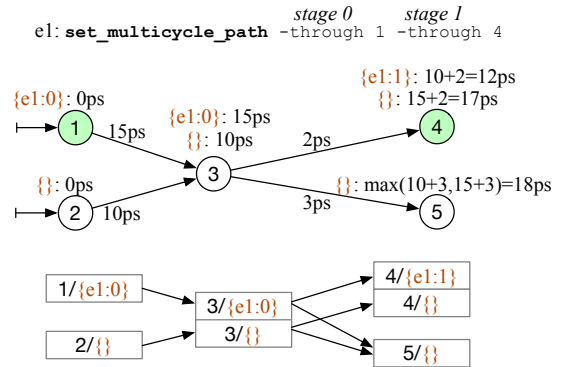 stage 0 stage 1
e1: set_multicycle_path -through 1 -through 4
{e1:0}: 0ps
1
15ps
{e1:0}: 15ps
{}: 10ps
3
{e1:1}: 10+2=12ps
{}: 15+2=17ps
4
2ps
{}: 0ps
2
10ps
3ps
{}: max(10+3,15+3)=18ps
5
1/{e1:0}
2/{}
3/{e1:0}
3/{}
4/{e1:1}
4/{}
5/{}